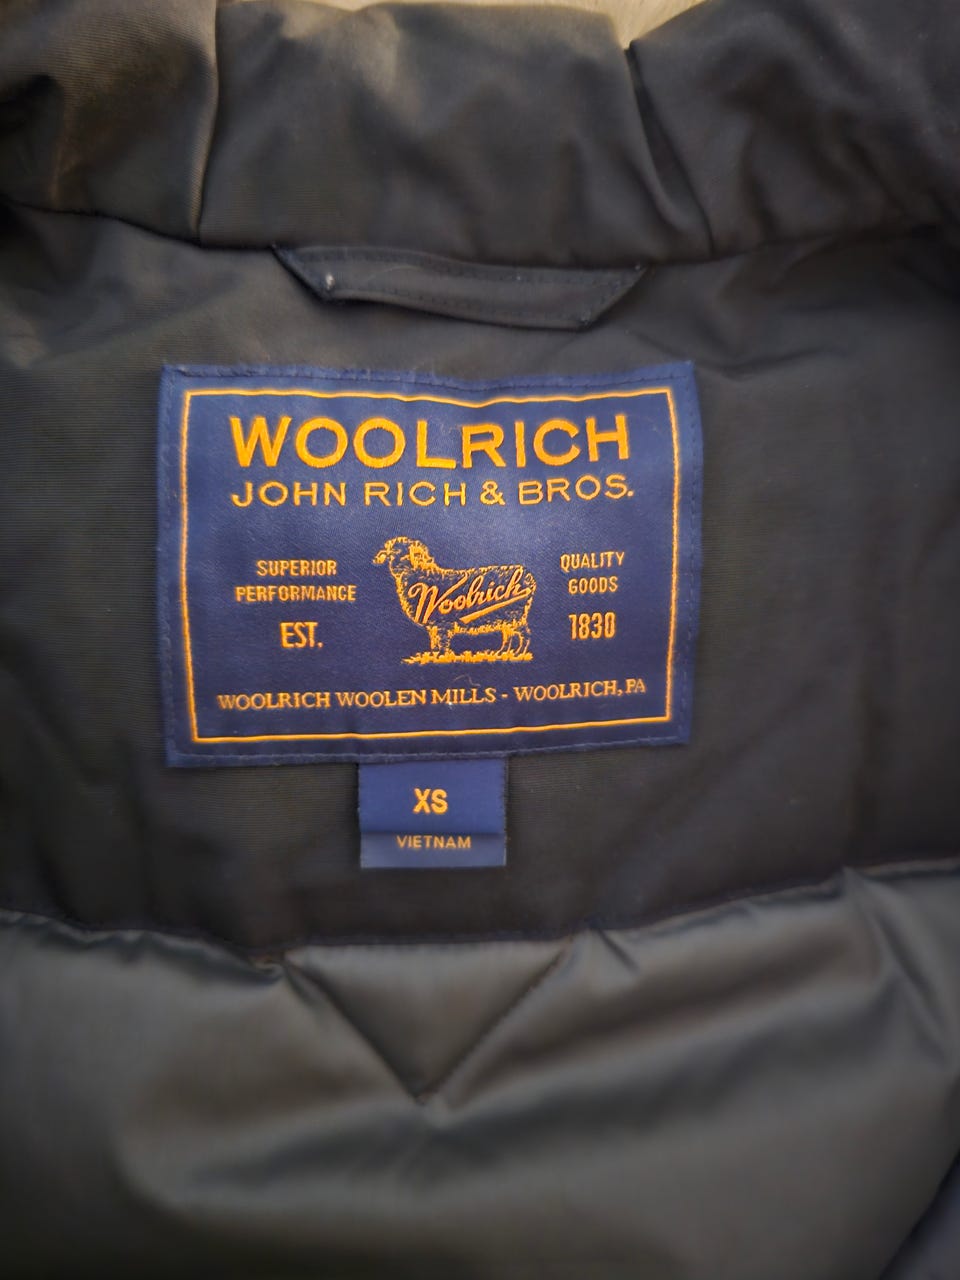 WOOLRICH
JOHN RICH & BROS.
SUPERIOR
PERFORMANCE
EST.
Woolrich
QUALITY
GOODS
1830
WOOLRICH WOOLEN MILLS - WOOLRICH, PA
XS
VIETNAM